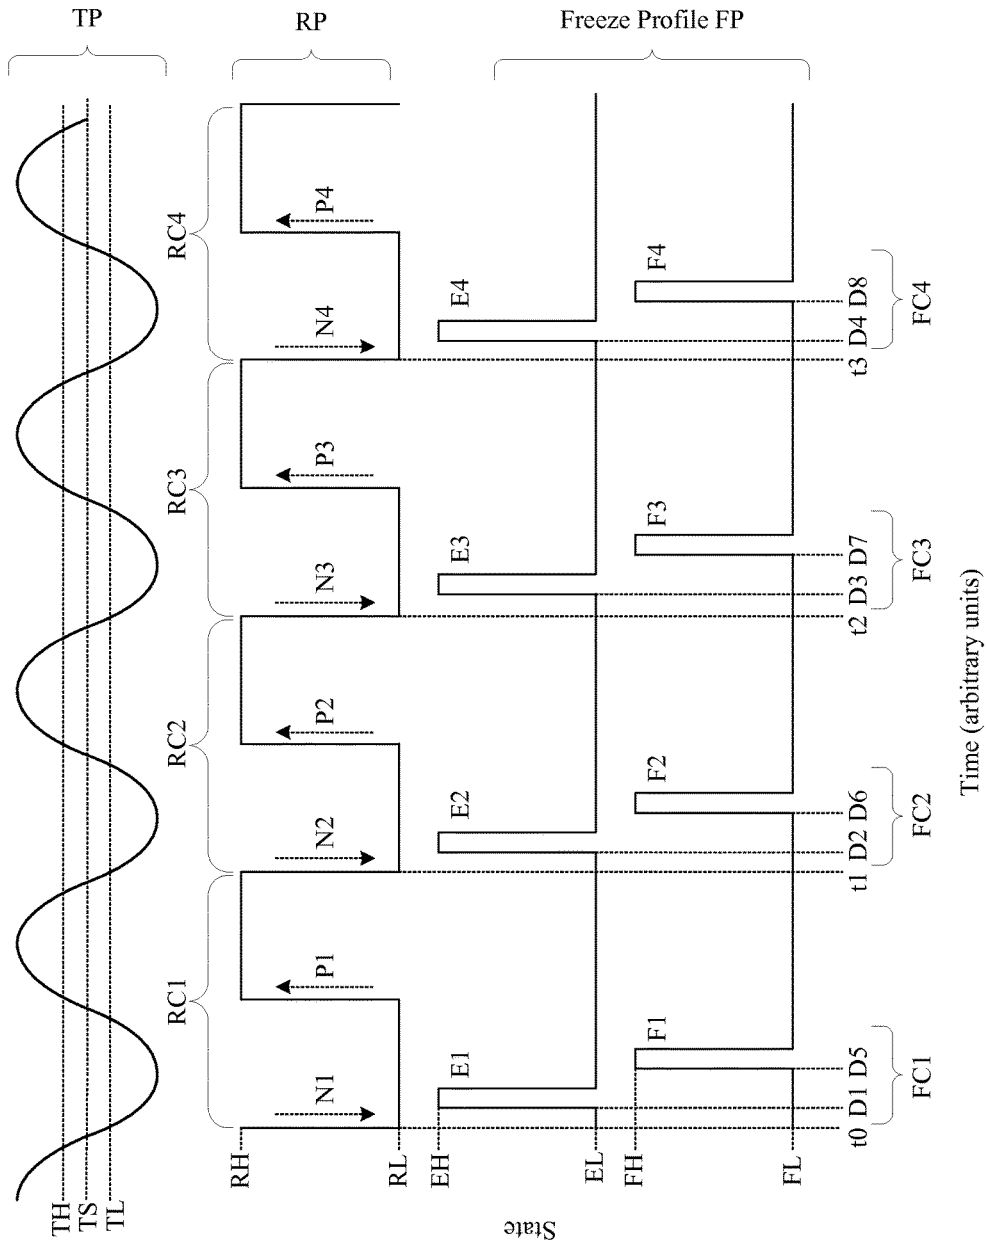 TP
RP
Freeze Profile FP
RC1
RC2
RC3
RC4
TH
TS
TL
RH
RL
N1
P1
N2
P2
N3
P3
N4
P4
EH
EL
E1
E2
E3
E4
FH
FL
F1
F2
F3
F4
t0 D1 D5
t1 D2 D6
t2 D3 D7
t3 D4 D8
FC1
FC2
FC3
FC4
State
Time (arbitrary units)